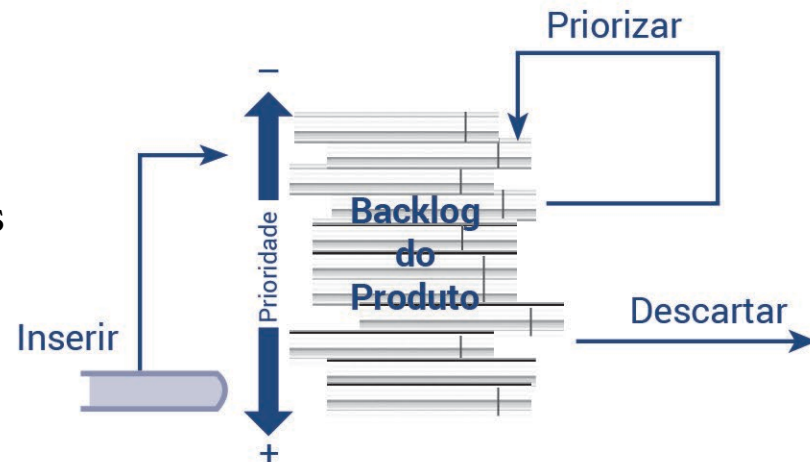 Priorizar
–
s
Prioridade
Backlog
do
Produto
Descartar
Inserir
+